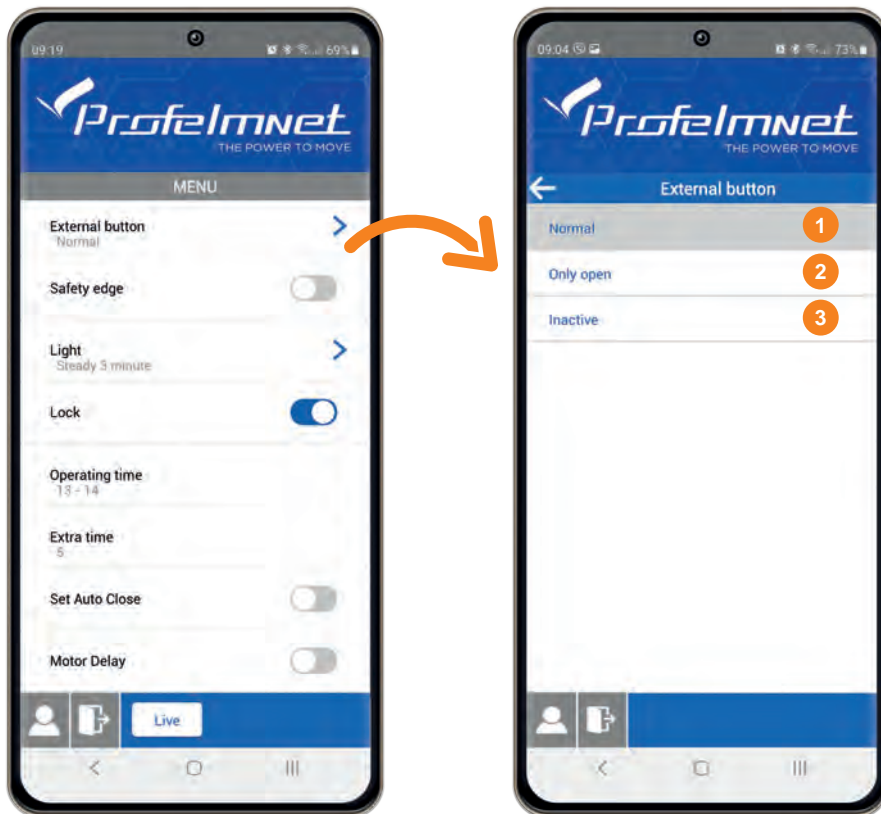 09:19
69%
Profelmnet
THE POWER TO MOVE
MENU
External button
Normal
Safety edge
Light
Steady 3 minute
Lock
Operating time
13 - 14
Extra time
5
Set Auto Close
Motor Delay
Live
09:04
73%
Profelmnet
THE POWER TO MOVE
External button
Normal
1
Only open
2
Inactive
3